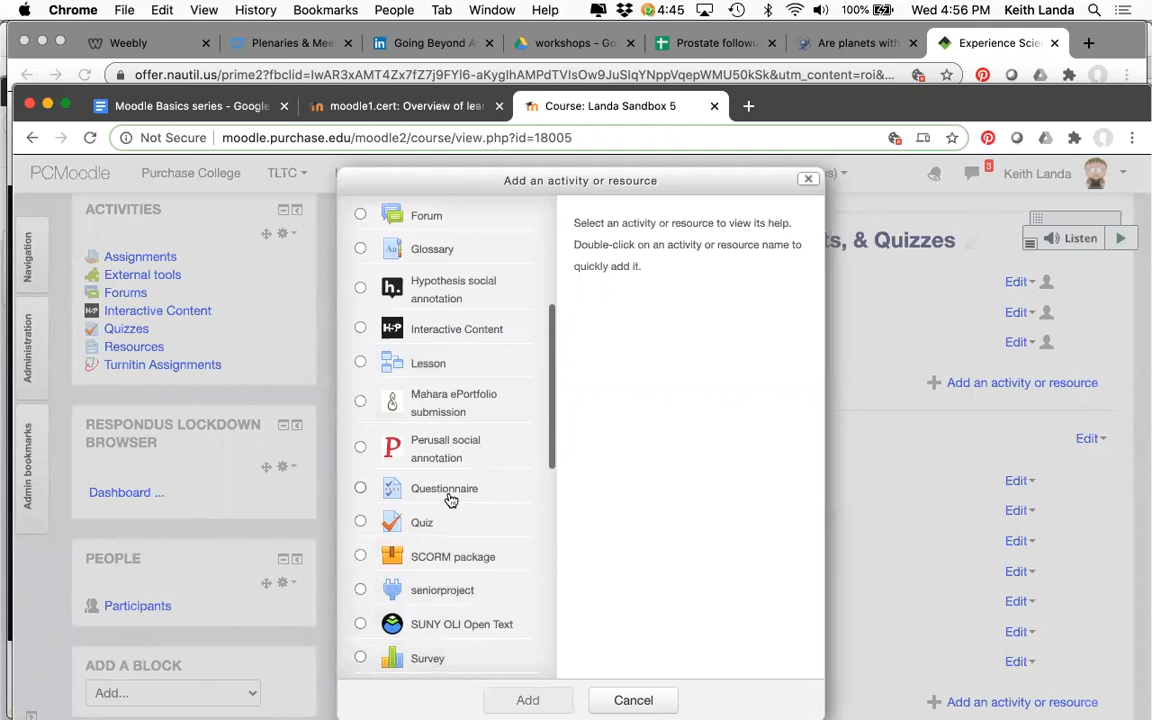 Chrome File Edit View History Bookmarks People Tab Window Help 4:45 100% Wed 4:56 PM Keith Landa
Weebly
Plenaries & Mee
Going Beyond A
workshops - Go
Prostate followu
Are planets with
Experience Scie
offer.nautil.us/prime2?fbclid=IwAR3xAMT4Zx7fZ7j9FYI6-aKyglhAMPdTVIsOw9JuSIqYNppVqepWMU50kSk&utm_content=roi&...
Moodle Basics series - Google
moodle1.cert: Overview of lea
Course: Landa Sandbox 5
Not Secure moodle.purchase.edu/moodle2/course/view.php?id=18005
PCMoodle Purchase College TLTC 3 Keith Landa
Add an activity or resource
ACTIVITIES
Assignments
External tools
Forums
H5P Interactive Content
Quizzes
Resources
Turnitin Assignments
RESPONDUS LOCKDOWN
BROWSER
Dashboard ...
PEOPLE
Participants
ADD A BLOCK
Add...
Navigation
Administration
Admin bookmarks
Forum
Aa Glossary
h. Hypothesis social
annotation
H5P Interactive Content
Lesson
Mahara ePortfolio
submission
P Perusall social
annotation
Questionnaire
Quiz
SCORM package
seniorproject
SUNY OLI Open Text
Survey
Select an activity or resource to view its help.
Double-click on an activity or resource name to
quickly add it.
Add
Cancel
ts, & Quizzes
Listen
Edit
Edit
Edit
Add an activity or resource
Edit
Edit
Edit
Edit
Edit
Edit
Edit
Edit
Add an activity or resource